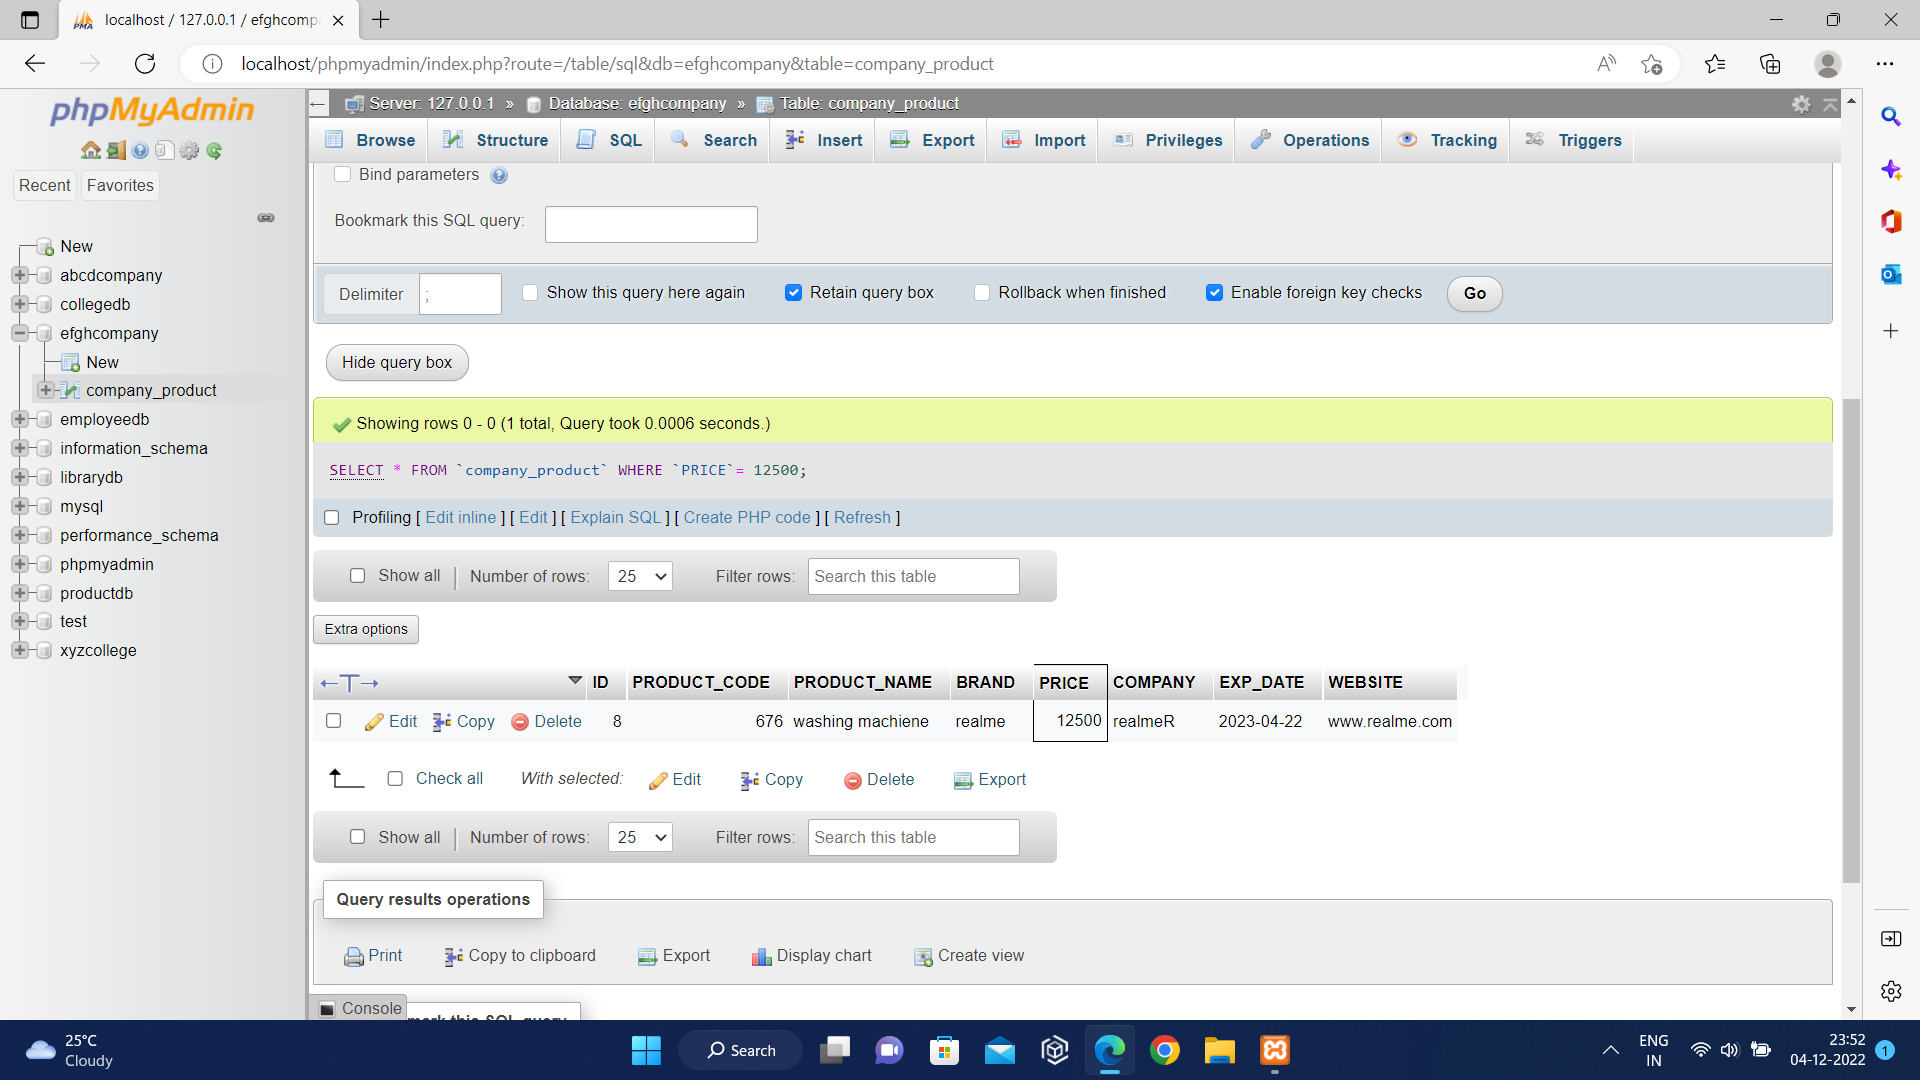 localhost / 127.0.0.1 / efghcomp
localhost/phpmyadmin/index.php?route=/table/sql&db=efghcompany&table=company_product
phpMyAdmin
Recent Favorites
New
abcdcompany
collegedb
efghcompany
New
company_product
employeedb
information_schema
librarydb
mysql
performance_schema
phpmyadmin
productdb
test
xyzcollege
Server: 127.0.0.1 » Database: efghcompany » Table: company_product
Browse Structure SQL Search Insert Export Import Privileges Operations Tracking Triggers
Bind parameters
Bookmark this SQL query:
Delimiter ; Show this query here again Retain query box Rollback when finished Enable foreign key checks Go
Hide query box
Showing rows 0 - 0 (1 total, Query took 0.0006 seconds.)
SELECT * FROM `company_product` WHERE `PRICE`= 12500;
Profiling [ Edit inline ] [ Edit ] [ Explain SQL ] [ Create PHP code ] [ Refresh ]
Show all | Number of rows: 25 Filter rows: Search this table
Extra options
ID PRODUCT_CODE PRODUCT_NAME BRAND PRICE COMPANY EXP_DATE WEBSITE
Edit Copy Delete 8 676 washing machiene realme 12500 realmeR 2023-04-22 www.realme.com
Check all With selected: Edit Copy Delete Export
Show all | Number of rows: 25 Filter rows: Search this table
Query results operations
Print Copy to clipboard Export Display chart Create view
Console
25°C
Cloudy
Search
ENG
IN
23:52
04-12-2022
1